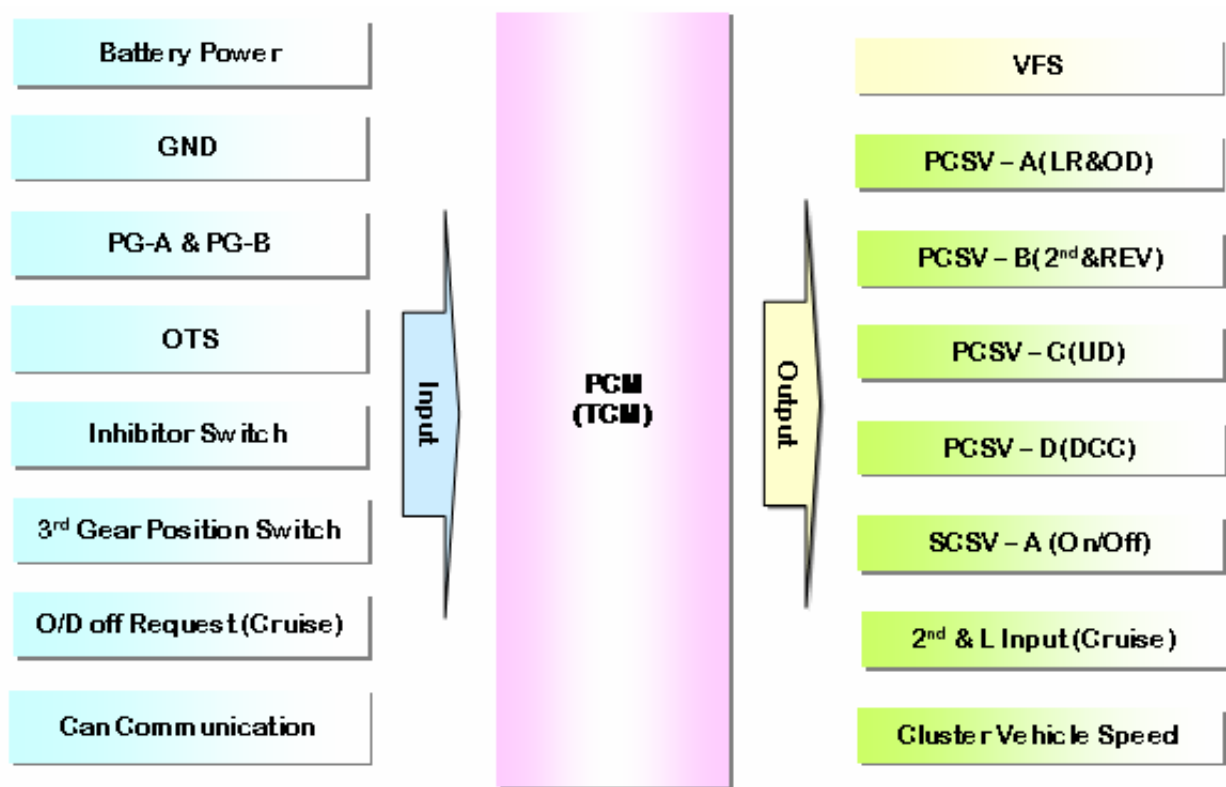 Battery Power
GND
PG-A & PG-B
OTS
Inhibitor Switch
3rd Gear Position Switch
O/D off Request(Cruise)
Can Communication
Input
PCM
(TCM)
Output
VFS
PCSV – A(LR&OD)
PCSV – B(2nd&REV)
PCSV – C(UD)
PCSV – D(DCC)
SCSV – A (On/Off)
2nd & L Input(Cruise)
Cluster Vehicle Speed